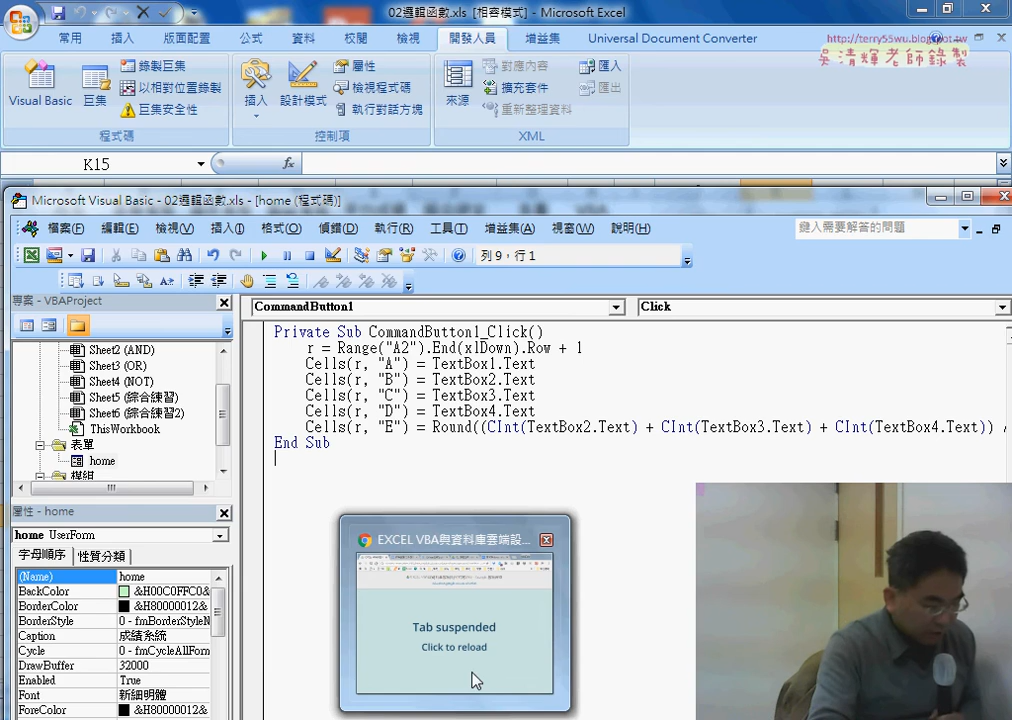 02邏輯函數.xls [相容模式] - Microsoft Excel
常用 插入 版面配置 公式 資料 校閱 檢視 開發人員 增益集 Universal Document Converter
http://terry55wu.blogspot.tw
吳清輝老師錄製
Visual Basic 巨集 錄製巨集 以相對位置錄製 巨集安全性
程式碼
插入 設計模式 屬性 檢視程式碼 執行對話方塊
控制項
來源 對應內容 擴充套件 重新整理資料 匯入 匯出
XML
K15 fx
Microsoft Visual Basic - 02邏輯函數.xls - [home (程式碼)]
檔案(F) 編輯(E) 檢視(V) 插入(I) 格式(O) 偵錯(D) 執行(R) 工具(T) 增益集(A) 視窗(W) 說明(H) 鍵入需要解答的問題
列 9，行 1
專案 - VBAProject
Sheet2 (AND)
Sheet3 (OR)
Sheet4 (NOT)
Sheet5 (綜合練習)
Sheet6 (綜合練習2)
ThisWorkbook
表單
home
模組
屬性 - home
home UserForm
字母順序 性質分類
(Name) home
BackColor &H00C0FFC0&
BorderColor &H80000012&
BorderStyle 0 - fmBorderStyleN
Caption 成績系統
Cycle 0 - fmCycleAllForm
DrawBuffer 32000
Enabled True
Font 新細明體
ForeColor &H80000012&
CommandButton1 Click
Private Sub CommandButton1_Click()
r = Range("A2").End(xlDown).Row + 1
Cells(r, "A") = TextBox1.Text
Cells(r, "B") = TextBox2.Text
Cells(r, "C") = TextBox3.Text
Cells(r, "D") = TextBox4.Text
Cells(r, "E") = Round((CInt(TextBox2.Text) + CInt(TextBox3.Text) + CInt(TextBox4.Text)) /
End Sub
EXCEL VBA與資料庫雲端設...
Tab suspended
Click to reload